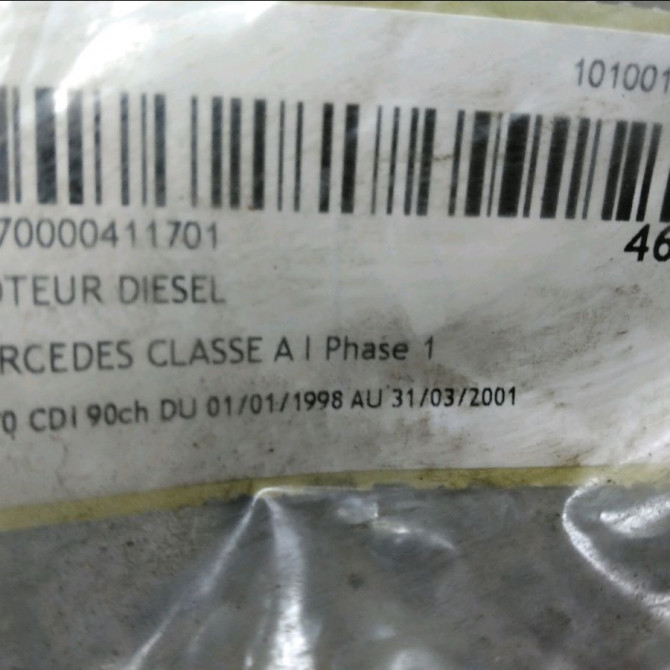 101001
70000411701
46
OTEUR DIESEL
RCEDES CLASSE A I Phase 1
70 CDI 90ch DU 01/01/1998 AU 31/03/2001